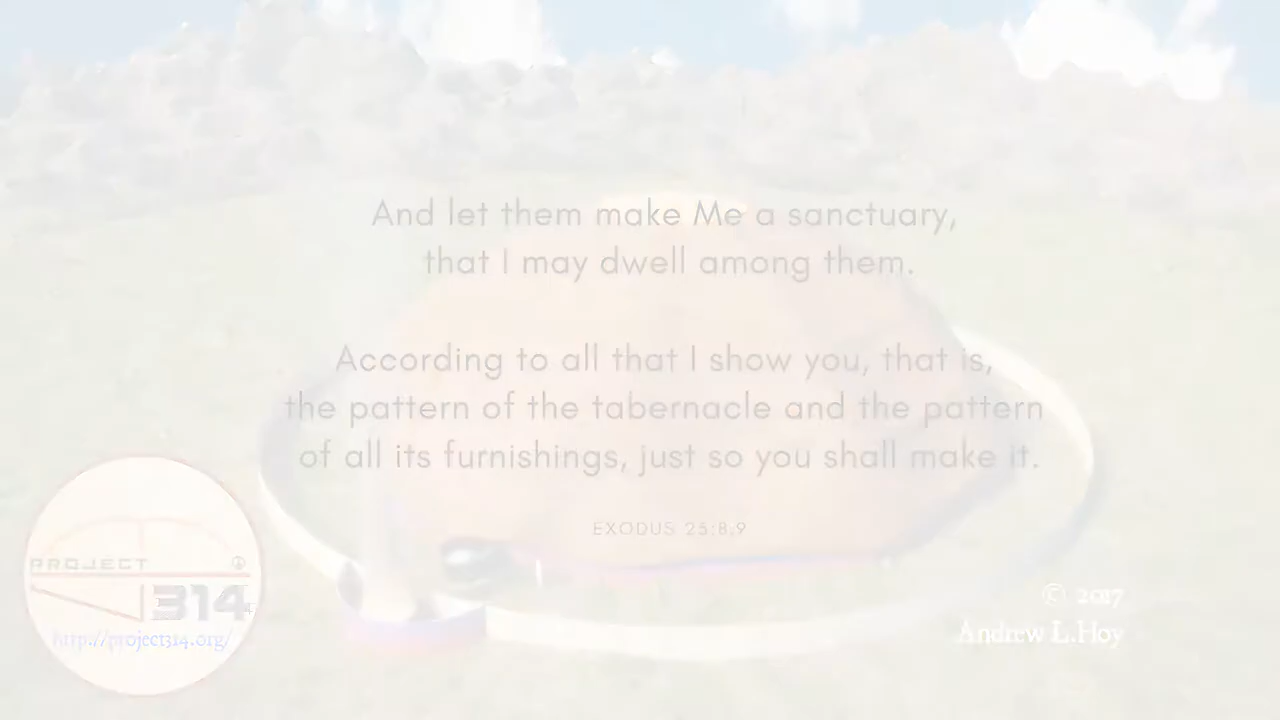 And let them make Me a sanctuary,
that I may dwell among them.
According to all that I show you, that is,
the pattern of the tabernacle and the pattern
of all its furnishings, just so you shall make it.
EXODUS 25:8,9
PROJECT
314
http://project314.org/
© 2017
Andrew L.Hoy